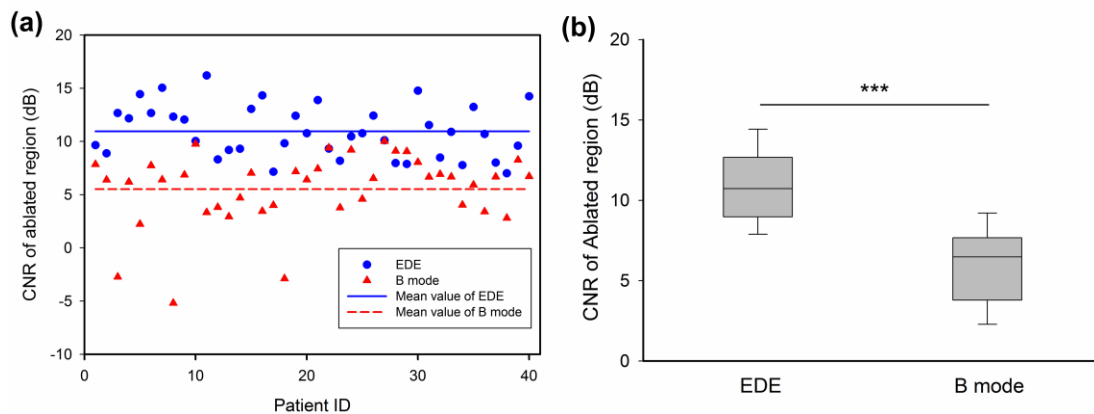 (a)
20
15
10
5
0
-5
-10
CNR of ablated region (dB)
EDE
B mode
Mean value of EDE
Mean value of B mode
0
10
20
30
40
Patient ID
(b)
20
15
10
5
0
CNR of Ablated region (dB)
***
EDE
B mode